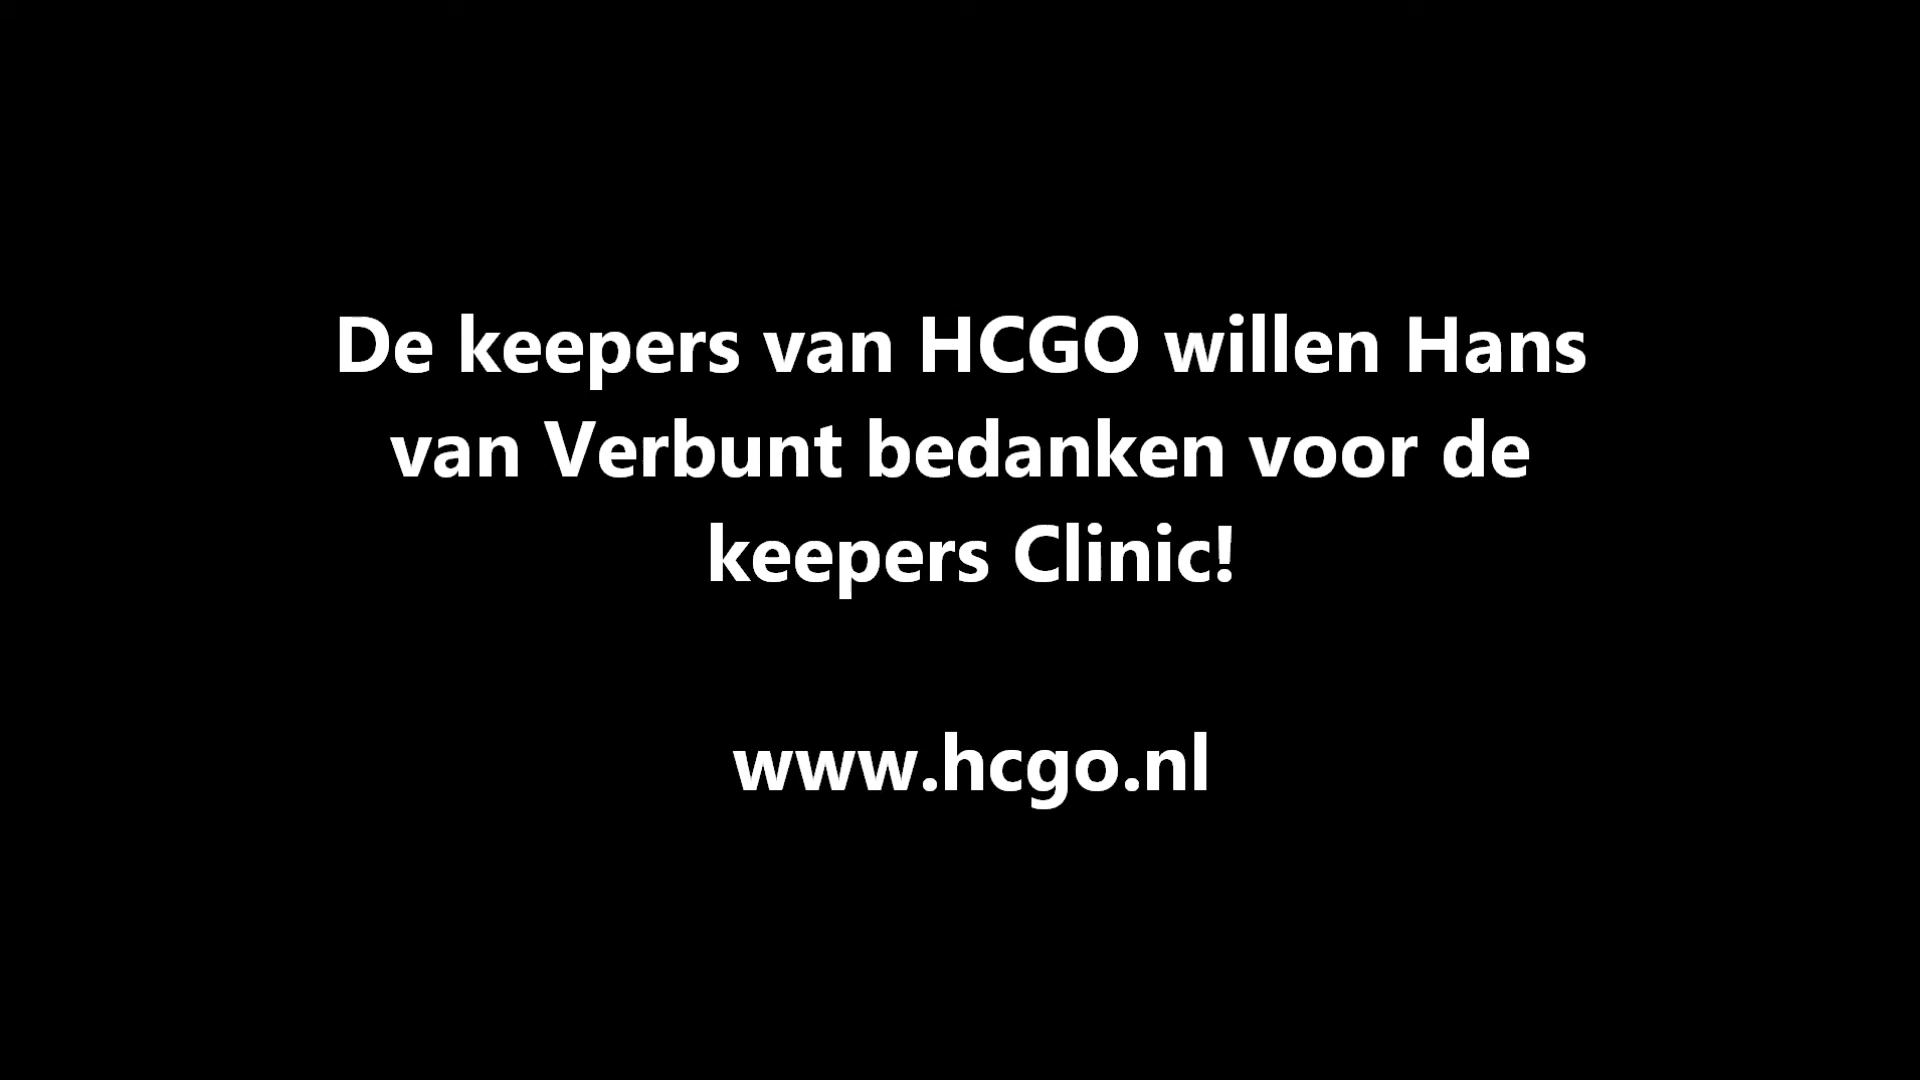 De keepers van HCGO willen Hans
van Verbunt bedanken voor de
keepers Clinic!
www.hcgo.nl